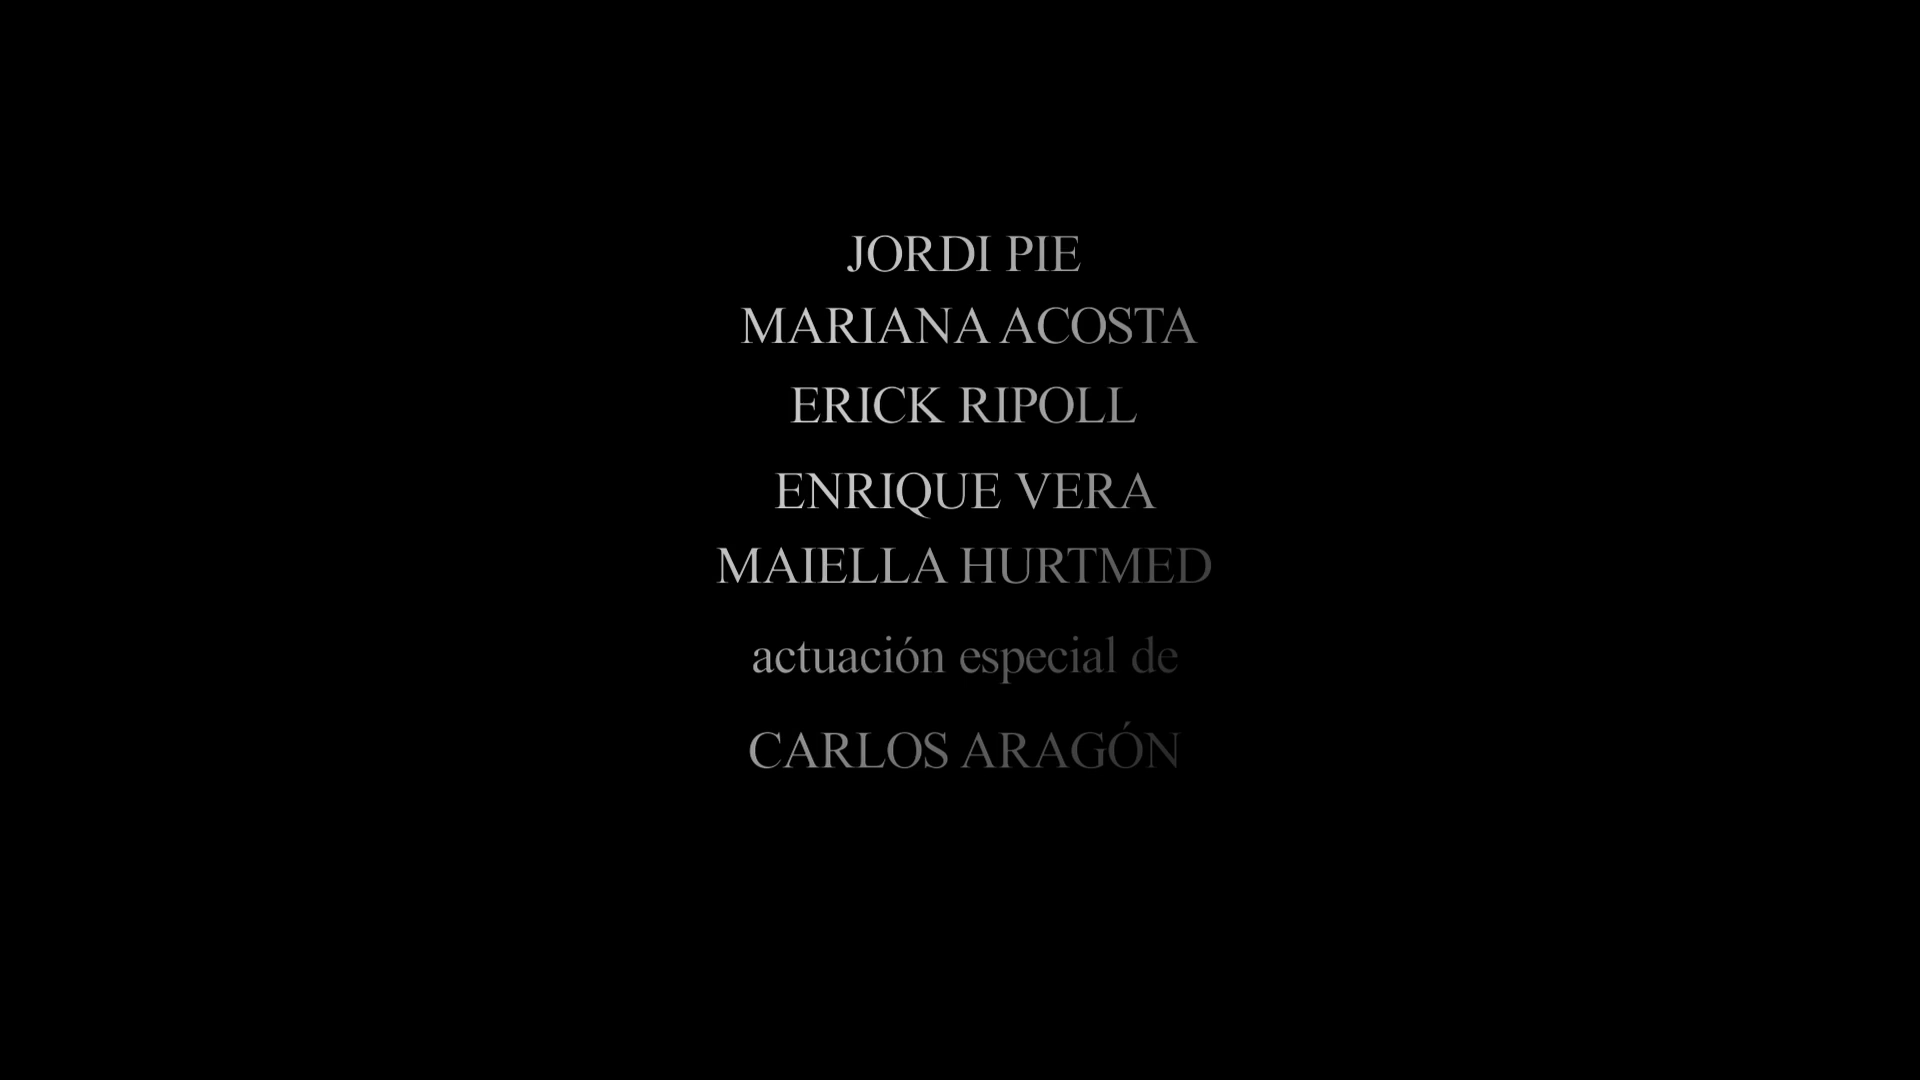 JORDI PIE
MARIANA ACOSTA
ERICK RIPOLL
ENRIQUE VERA
MAIELLA HURTMED
actuación especial de
CARLOS ARAGÓN